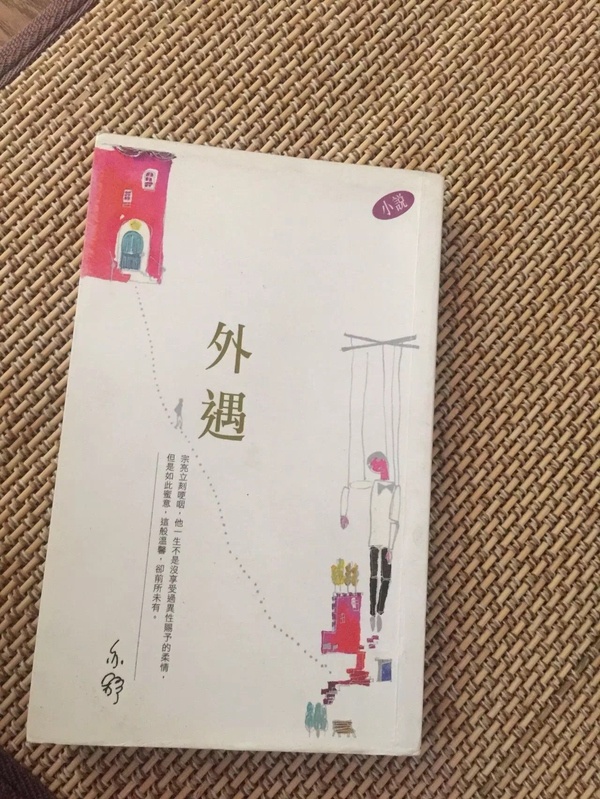 小說
外遇
宗亮立刻哽咽，他一生不是沒享受過異性賜予的柔情，
但是如此蜜意，這般溫馨，卻前所未有。
亦舒